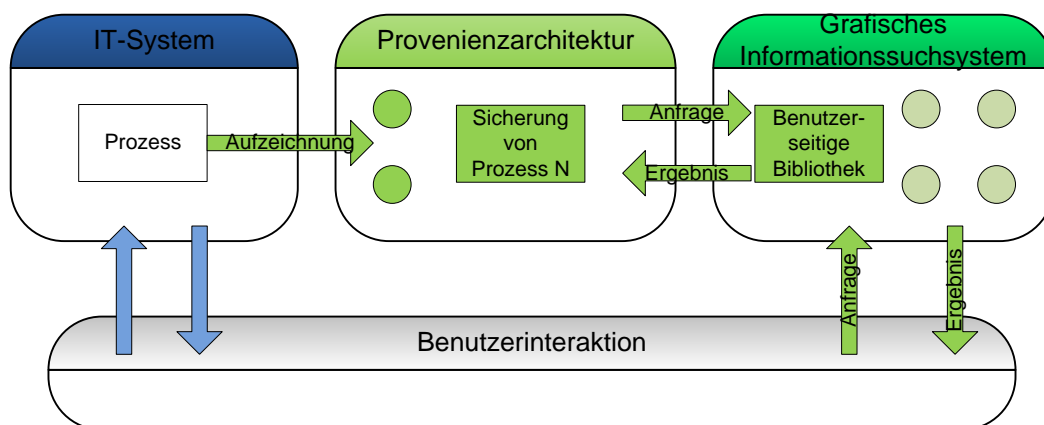 IT-System
Provenienzarchitektur
Grafisches
Informationssuchsystem
Prozess
Aufzeichnung
Sicherung
von
Prozess N
Anfrage
Ergebnis
Benutzer-
seitige
Bibliothek
Anfrage
Ergebnis
Benutzerinteraktion